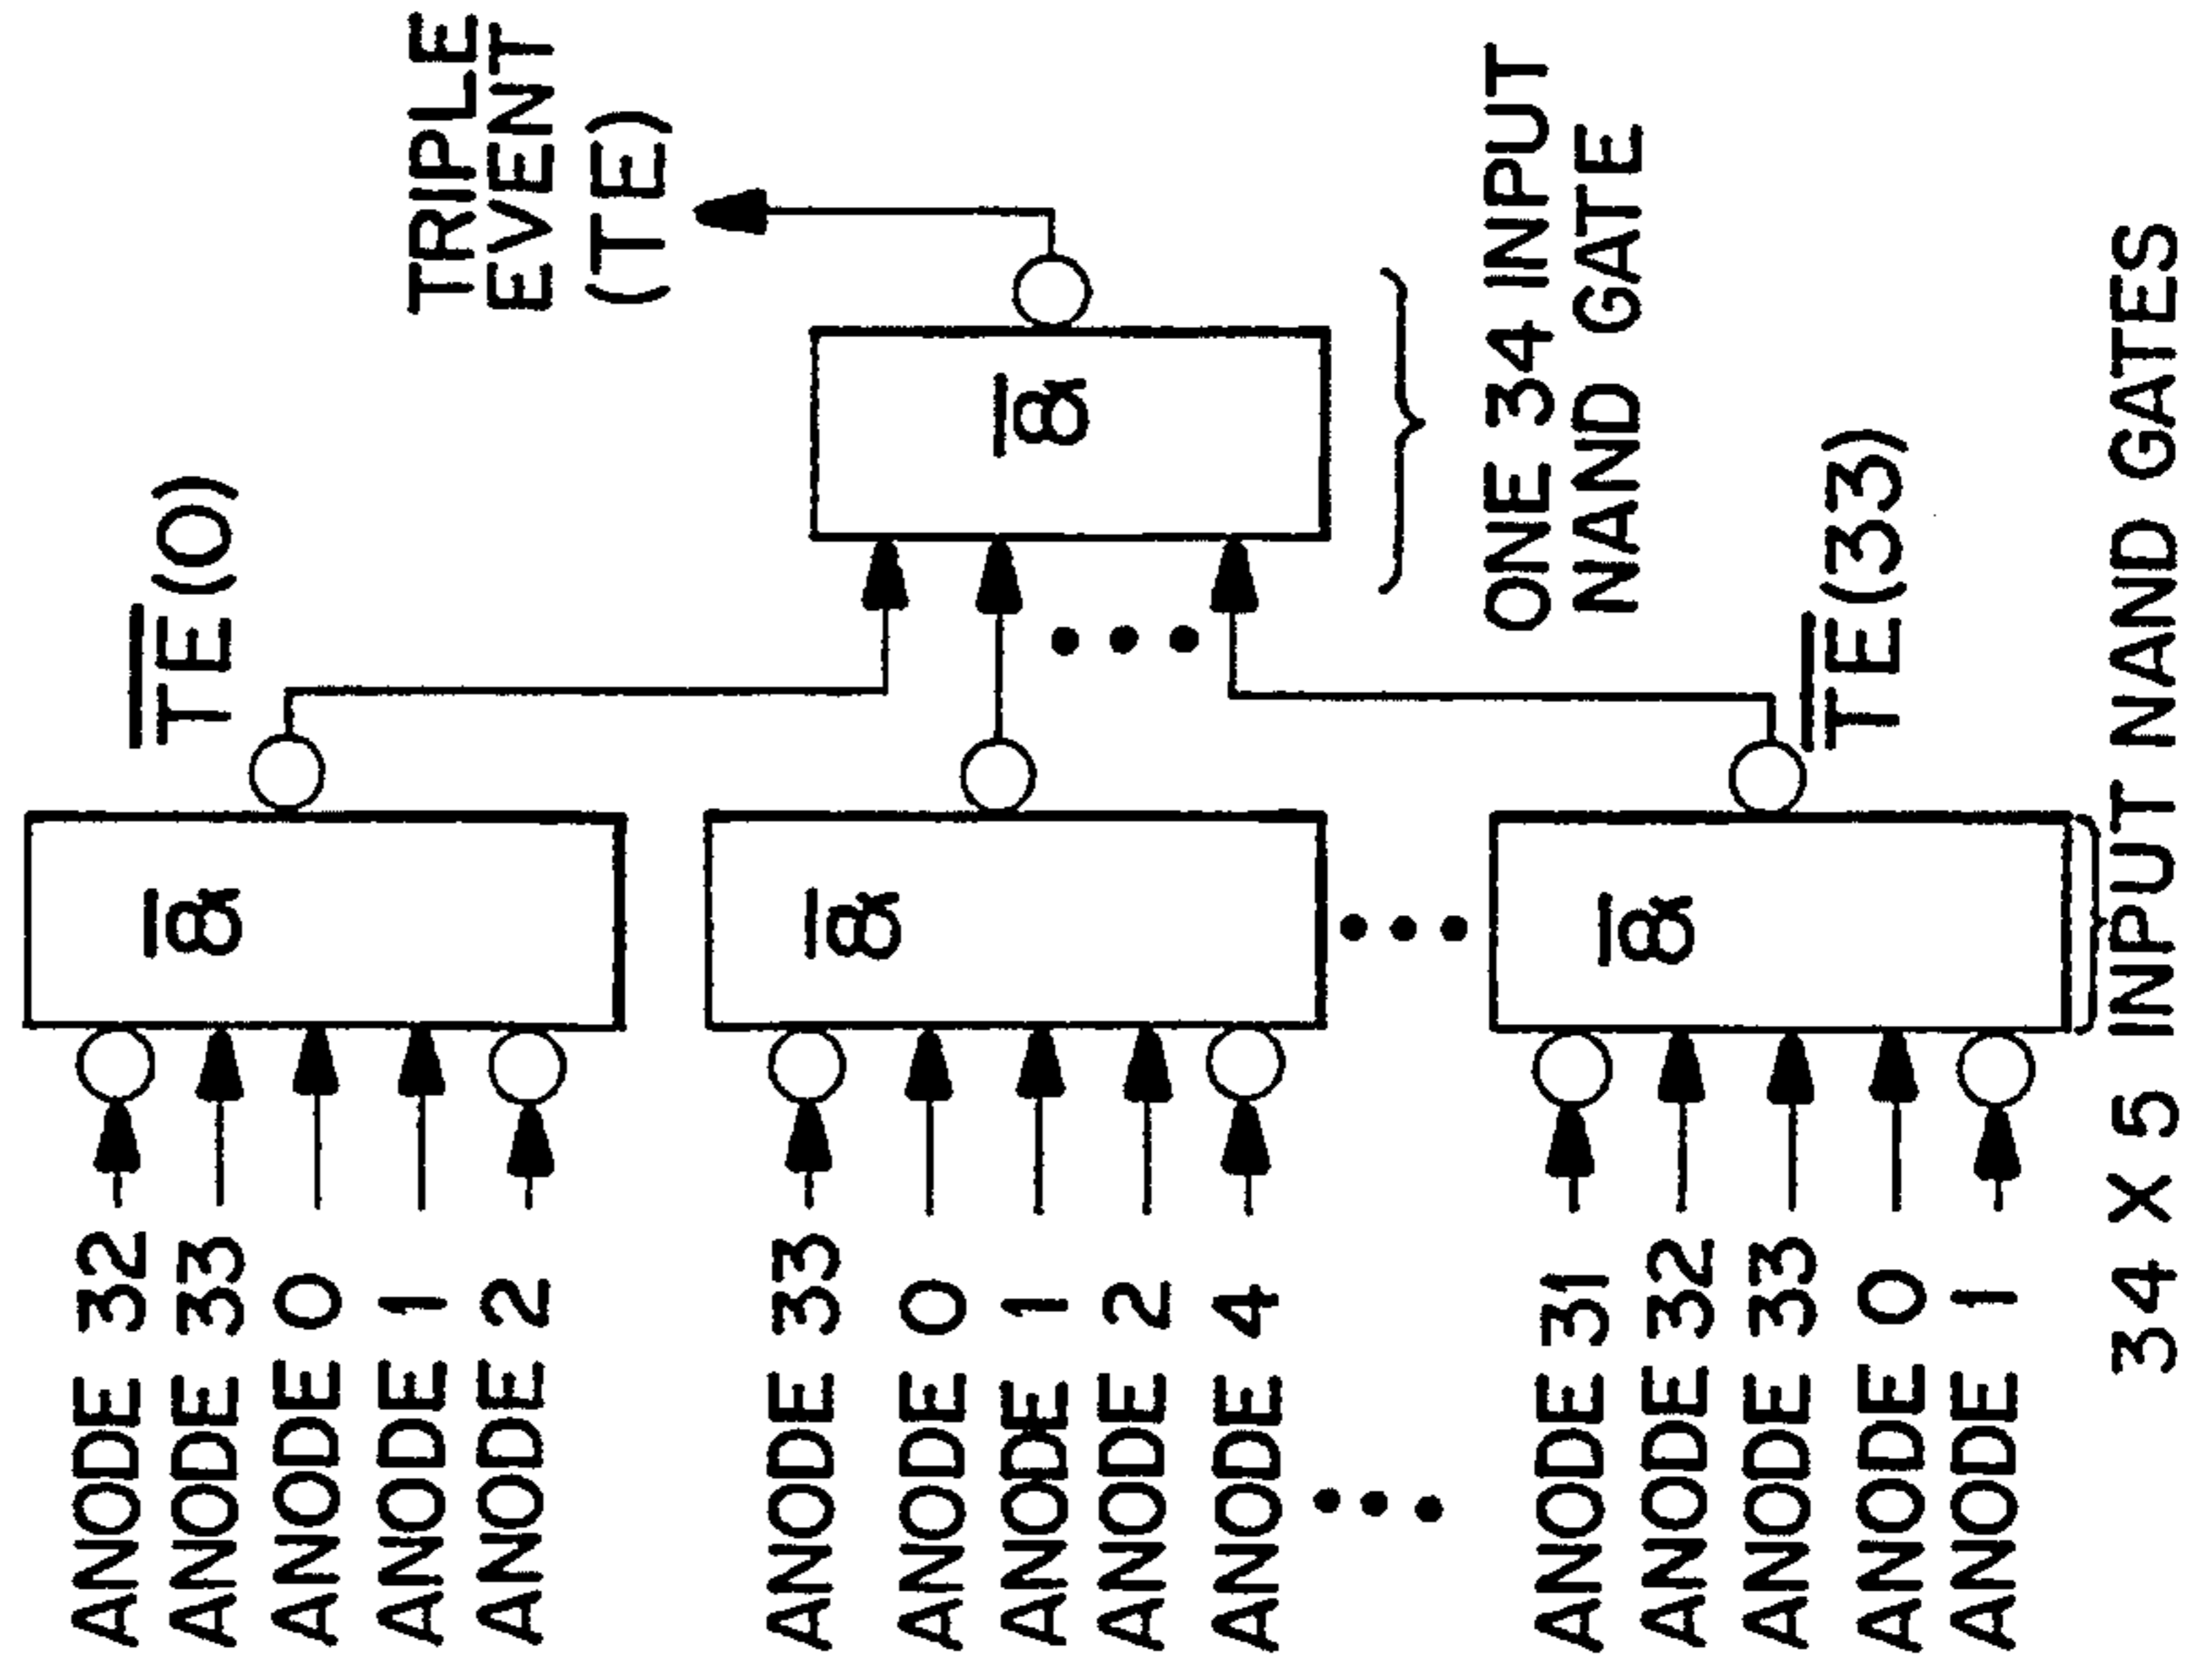 TRIPLE
EVENT
(TE)
TE(0)
&
ANODE 32
ANODE 33
ANODE 0
ANODE 1
ANODE 2
&
ONE 34 INPUT
NAND GATE
&
ANODE 33
ANODE 0
ANODE 1
ANODE 2
ANODE 4
TE(33)
&
ANODE 31
ANODE 32
ANODE 33
ANODE 0
ANODE 1
34 X 5 INPUT NAND GATES